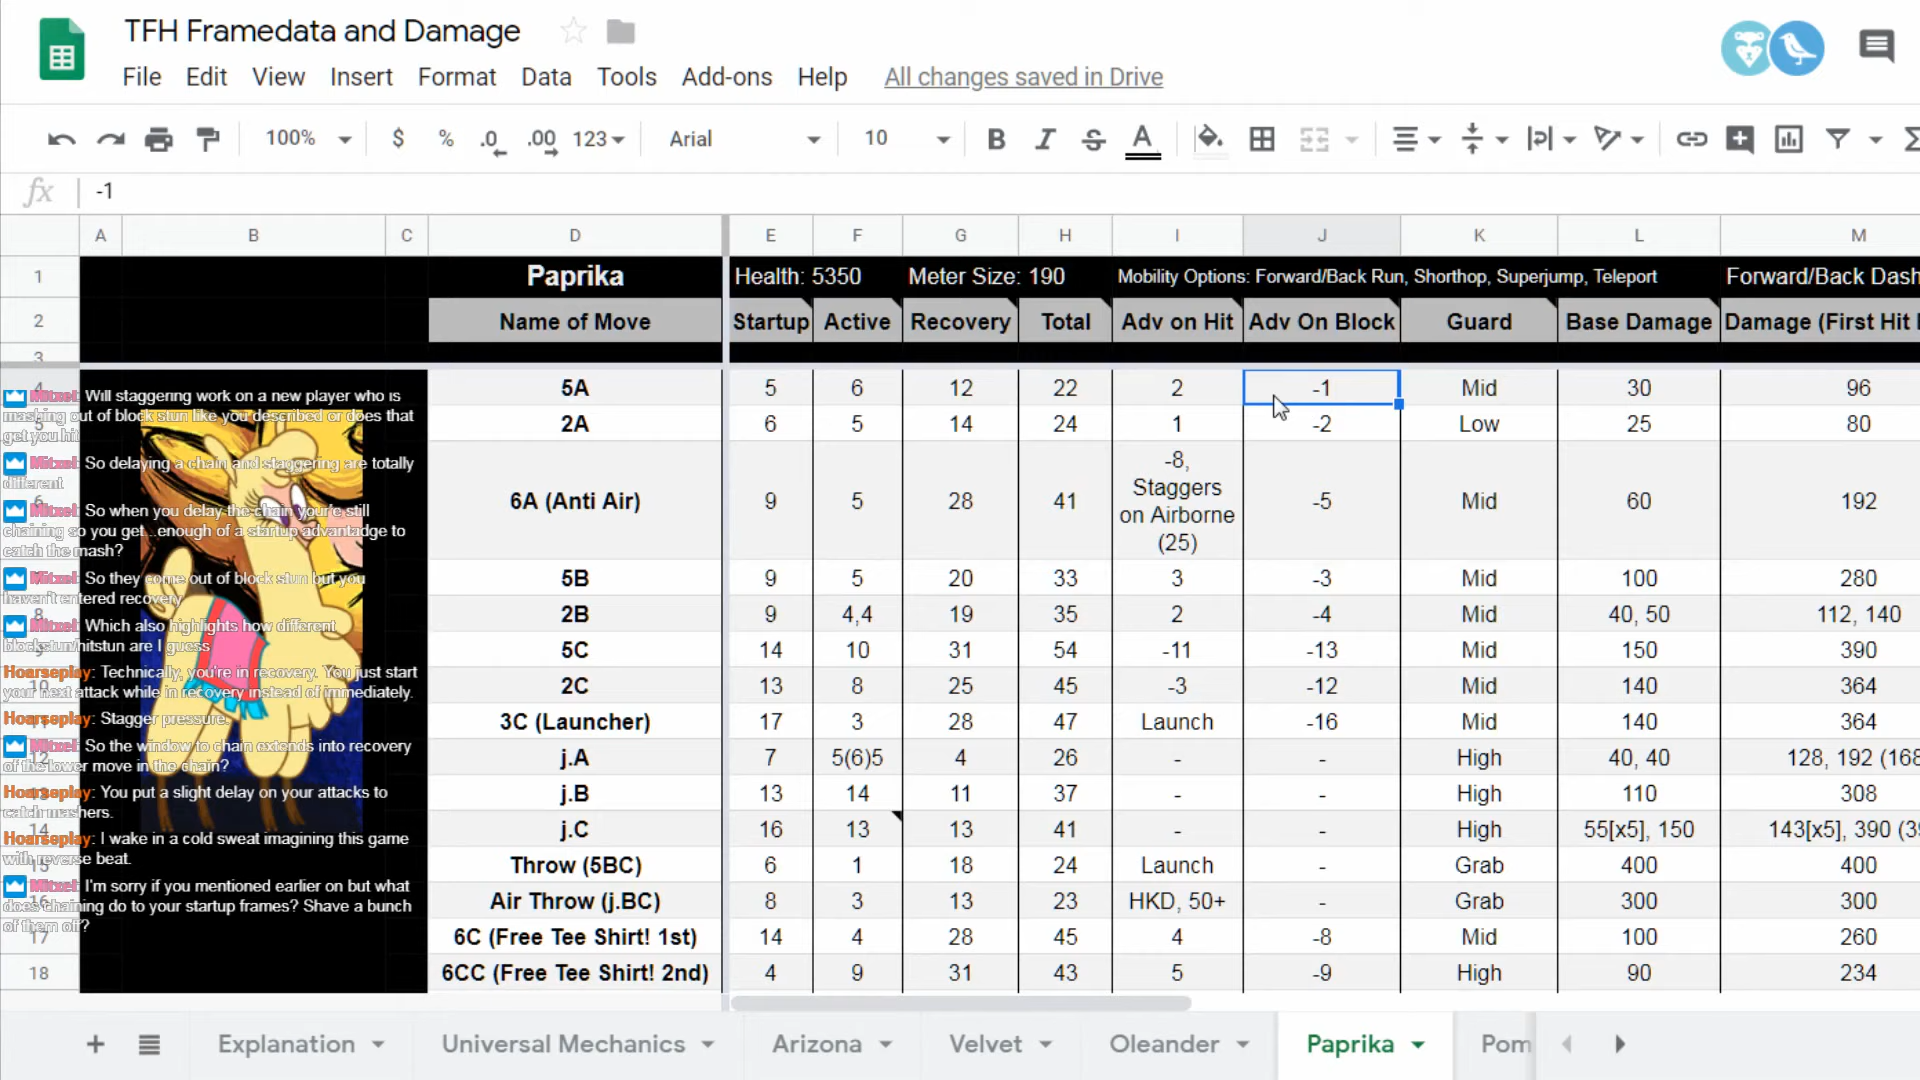 TFH Framedata and Damage
File Edit View Insert Format Data Tools Add-ons Help All changes saved in Drive
100% $ % .0 .00 123 Arial 10 B I S A
fx -1
A B C D E F G H I J K L M
1 Paprika Health: 5350 Meter Size: 190 Mobility Options: Forward/Back Run, Shorthop, Superjump, Teleport Forward/Back Dash
2 Name of Move Startup Active Recovery Total Adv on Hit Adv On Block Guard Base Damage Damage (First Hit
3
4 5A 5 6 12 22 2 -1 Mid 30 96
5 2A 6 5 14 24 1 -2 Low 25 80
6 6A (Anti Air) 9 5 28 41 -8, Staggers on Airborne (25) -5 Mid 60 192
5B 9 5 20 33 3 -3 Mid 100 280
8 2B 9 4,4 19 35 2 -4 Mid 40, 50 112, 140
9 5C 14 10 31 54 -11 -13 Mid 150 390
10 2C 13 8 25 45 -3 -12 Mid 140 364
11 3C (Launcher) 17 3 28 47 Launch -16 Mid 140 364
12 j.A 7 5(6)5 4 26 - - High 40, 40 128, 192 (168
13 j.B 13 14 11 37 - - High 110 308
14 j.C 16 13 13 41 - - High 55[x5], 150 143[x5], 390 (39
15 Throw (5BC) 6 1 18 24 Launch - Grab 400 400
16 Air Throw (j.BC) 8 3 13 23 HKD, 50+ - Grab 300 300
17 6C (Free Tee Shirt! 1st) 14 4 28 45 4 -8 Mid 100 260
18 6CC (Free Tee Shirt! 2nd) 4 9 31 43 5 -9 High 90 234
Mitzel: Will staggering work on a new player who is
mashing out of block stun like you described or does that
get you hit
Mitzel: So delaying a chain and staggering are totally
different
Mitzel: So when you delay the chain your'e still
chaining so you get...enough of a startup advantadge to
catch the mash?
Mitzel: So they come out of block stun but you
haven't entered recovery
Mitzel: Which also highlights how different
blockstun/hitstun are I guess
Hoarseplay: Technically, you're in recovery. You just start
your next attack while in recovery instead of immediately.
Hoarseplay: Stagger pressure.
Mitzel: So the window to chain extends into recovery
of the lower move in the chain?
Hoarseplay: You put a slight delay on your attacks to
catch mashers.
Hoarseplay: I wake in a cold sweat imagining this game
with reverse beat.
Mitzel: I'm sorry if you mentioned earlier on but what
does chaining do to your startup frames? Shave a bunch
of them off?
Explanation Universal Mechanics Arizona Velvet Oleander Paprika Pom